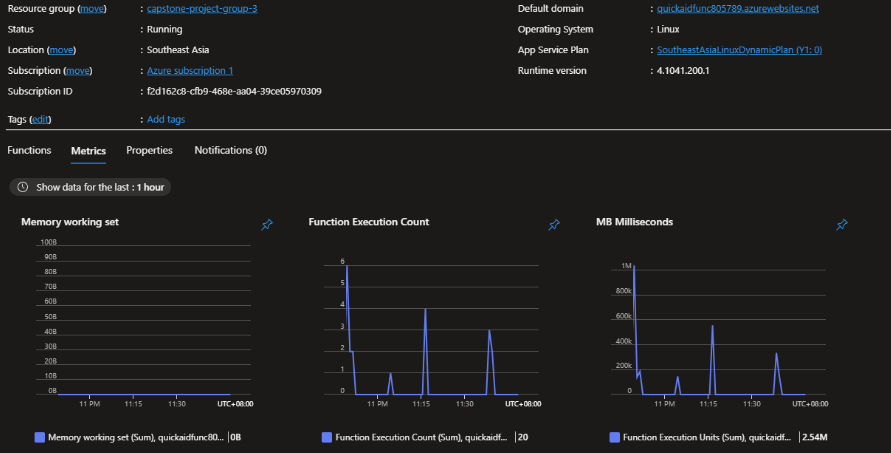 Resource group (move) : capstone-project-group-3
Default domain : quickaidfunc805789.azurewebsites.net
Status : Running
Operating System : Linux
Location (move) : Southeast Asia
App Service Plan : SoutheastAsiaLinuxDynamicPlan (Y1: 0)
Subscription (move) : Azure subscription 1
Runtime version : 4.1041.200.1
Subscription ID : f2d162c8-cfb9-468e-aa04-39ce05970309
Tags (edit) : Add tags
Functions Metrics Properties Notifications (0)
Show data for the last : 1 hour
Memory working set
100B
90B
80B
70B
60B
50B
40B
30B
20B
10B
0B
11 PM 11:15 11:30 UTC+08:00
Memory working set (Sum), quickaidfunc80... 0B
Function Execution Count
6
5
4
3
2
1
0
11 PM 11:15 11:30 UTC+08:00
Function Execution Count (Sum), quickaidf... 20
MB Milliseconds
1M
800k
600k
400k
200k
0
11 PM 11:15 11:30 UTC+08:00
Function Execution Units (Sum), quickaidf... 2.54M